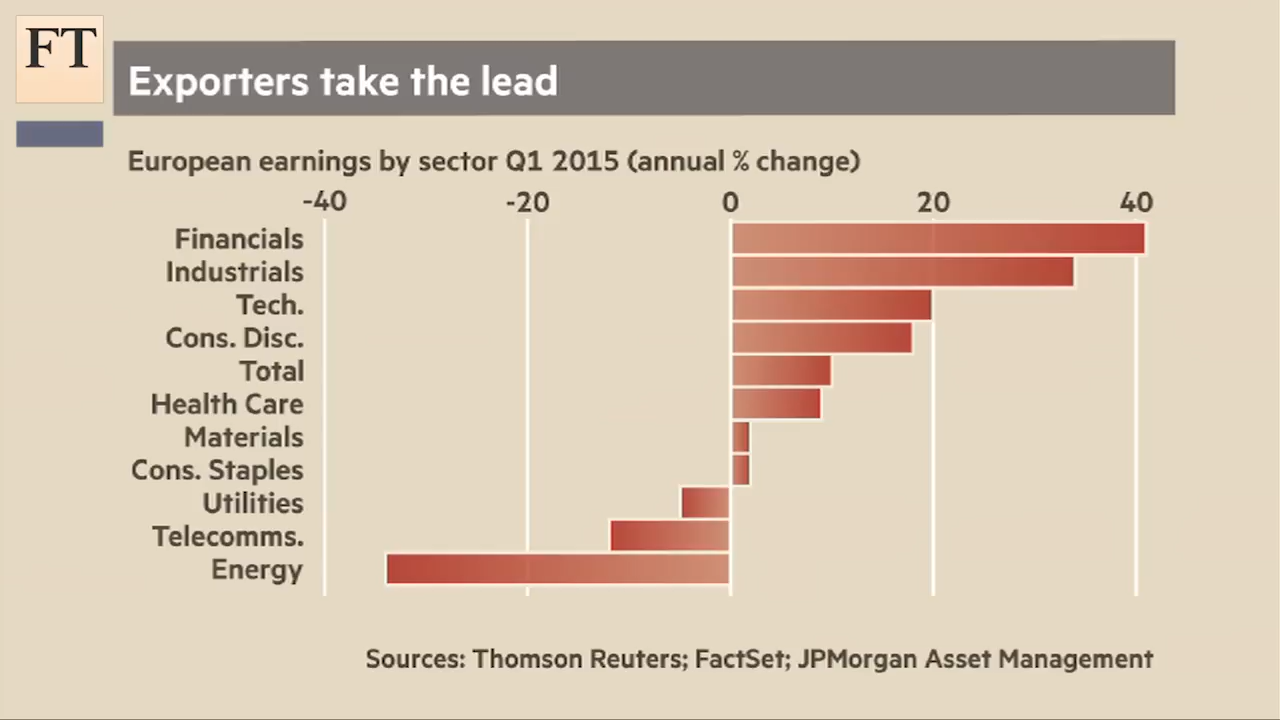 FT
Exporters take the lead
European earnings by sector Q1 2015 (annual % change)
-40 -20 0 20 40
Financials
Industrials
Tech.
Cons. Disc.
Total
Health Care
Materials
Cons. Staples
Utilities
Telecomms.
Energy
Sources: Thomson Reuters; FactSet; JPMorgan Asset Management